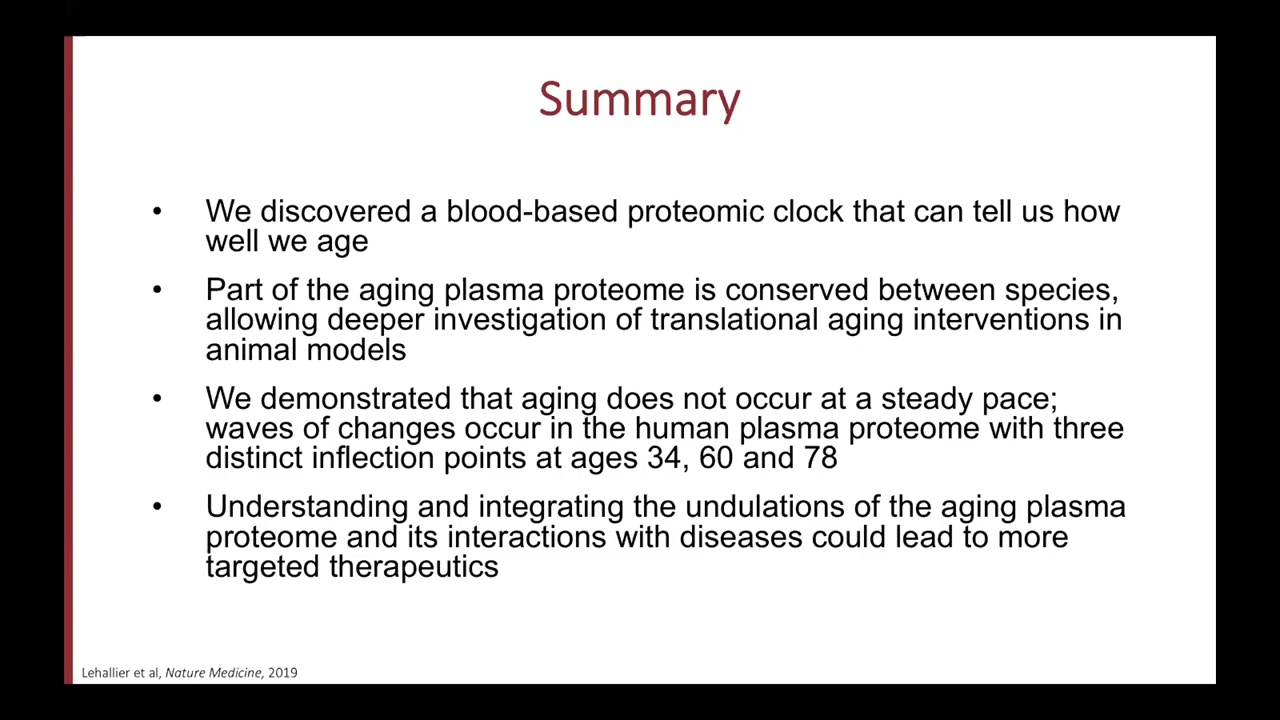 Summary
• We discovered a blood-based proteomic clock that can tell us how
well we age
• Part of the aging plasma proteome is conserved between species,
allowing deeper investigation of translational aging interventions in
animal models
• We demonstrated that aging does not occur at a steady pace;
waves of changes occur in the human plasma proteome with three
distinct inflection points at ages 34, 60 and 78
• Understanding and integrating the undulations of the aging plasma
proteome and its interactions with diseases could lead to more
targeted therapeutics
Lehallier et al, Nature Medicine, 2019